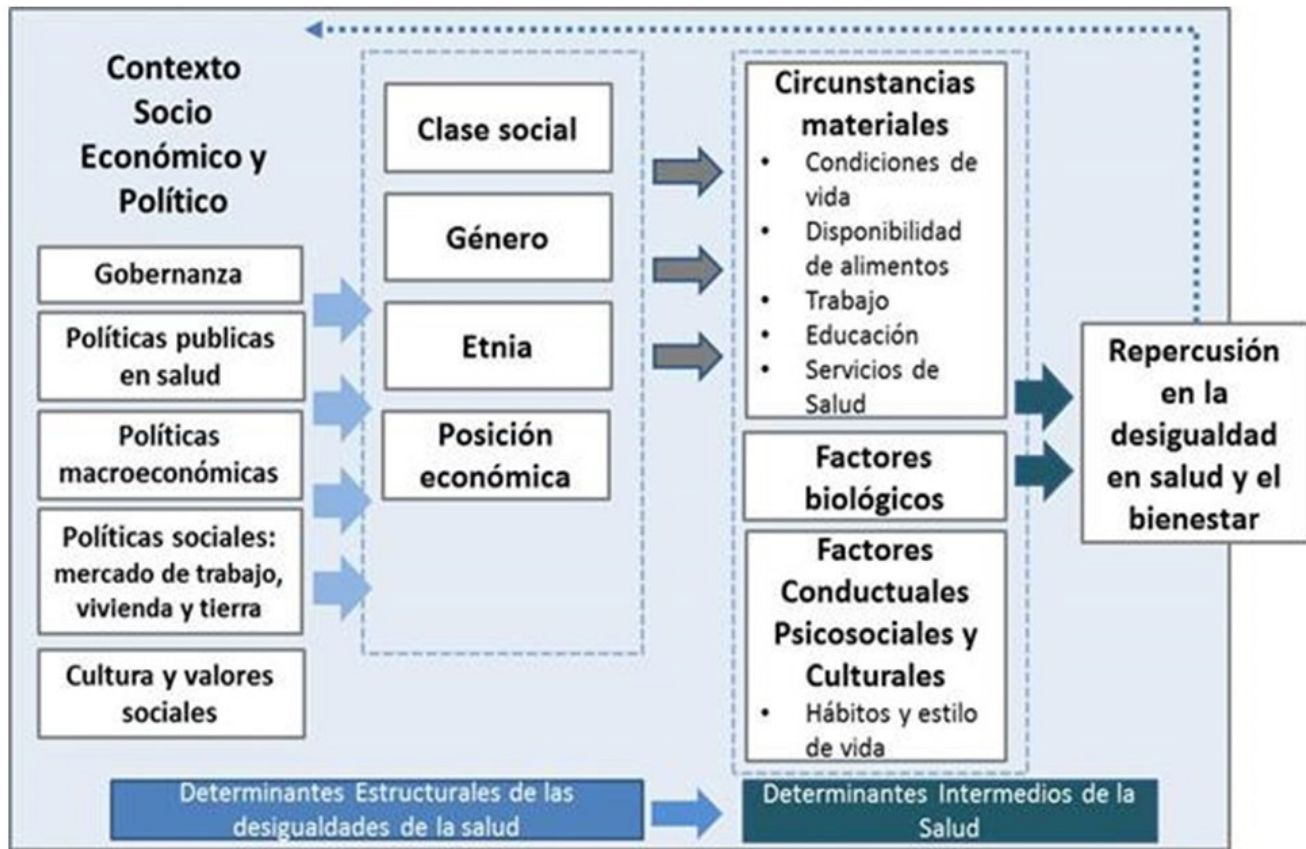 Contexto
Socio
Económico y
Político
Gobernanza
Políticas publicas
en salud
Políticas
macroeconómicas
Políticas sociales:
mercado de trabajo,
vivienda y tierra
Cultura y valores
sociales
Clase social
Género
Etnia
Posición
económica
Circunstancias
materiales
• Condiciones de
vida
• Disponibilidad
de alimentos
• Trabajo
• Educación
• Servicios de
Salud
Factores
biológicos
Factores
Conductuales
Psicosociales y
Culturales
• Hábitos y estilo
de vida
Repercusión
en la
desigualdad
en salud y el
bienestar
Determinantes Estructurales de las
desigualdades de la salud
Determinantes Intermedios de la
Salud